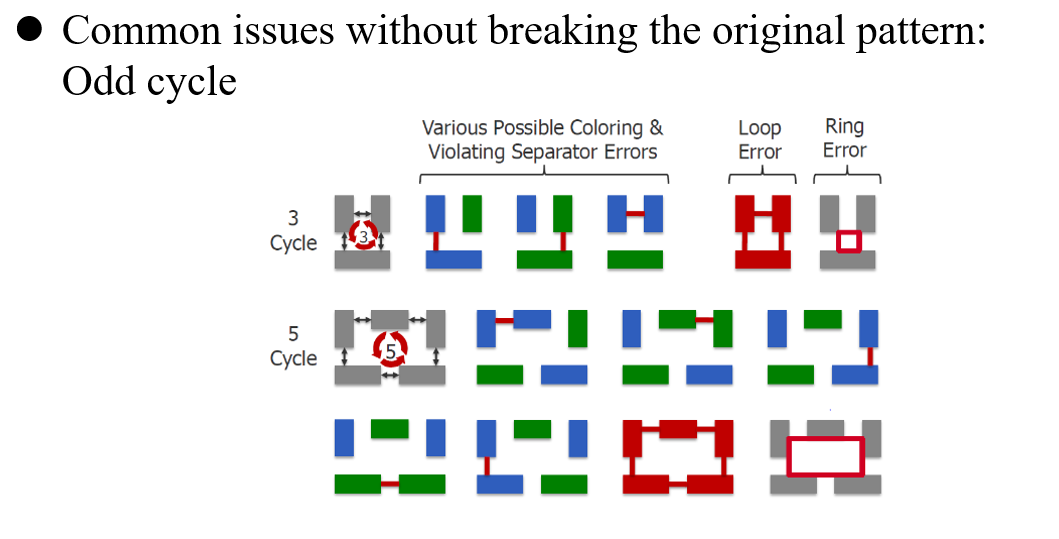 Common issues without breaking the original pattern:
Odd cycle
Various Possible Coloring &
Violating Separator Errors
Loop
Error
Ring
Error
3
Cycle
3
5
Cycle
5